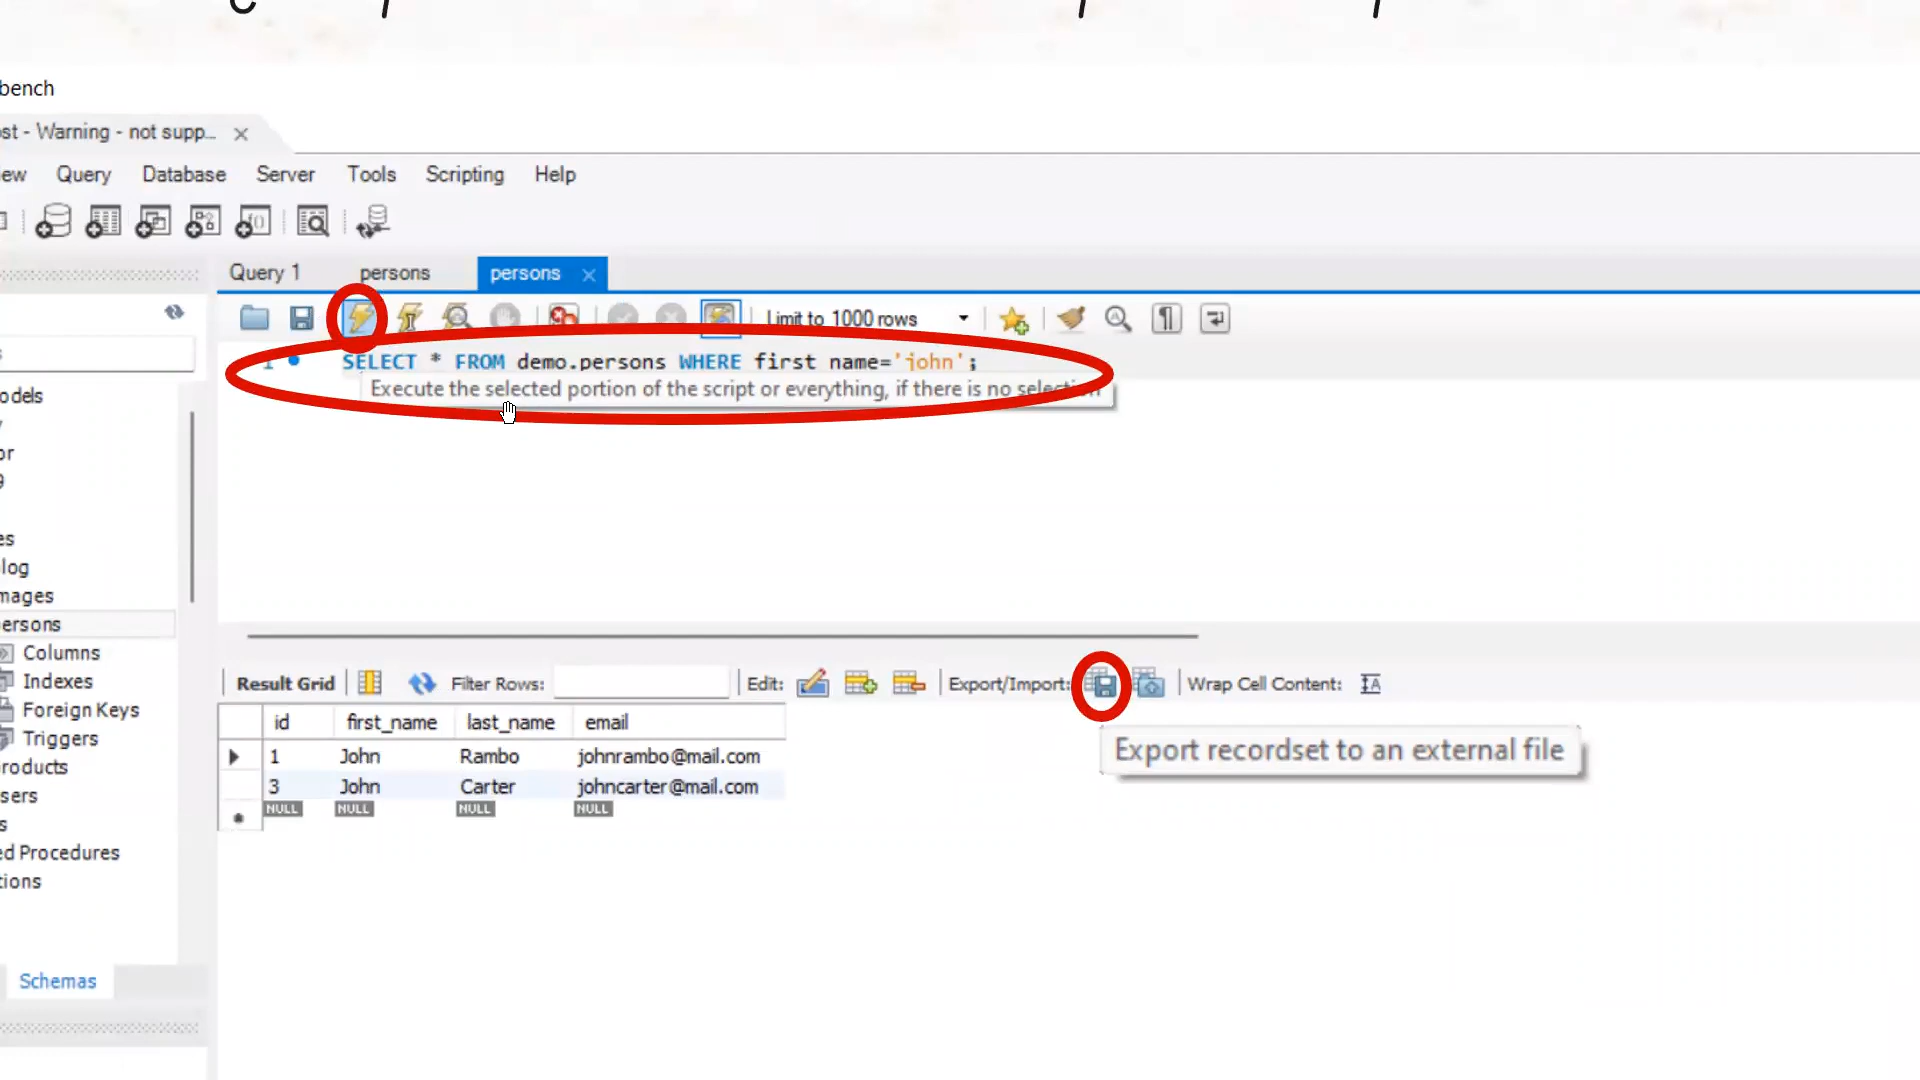 bench
ost - Warning - not supp...
ew Query Database Server Tools Scripting Help
Query 1 persons persons
Limit to 1000 rows
1 SELECT * FROM demo.persons WHERE first_name='john';
Execute the selected portion of the script or everything, if there is no selection
odels
or
9
es
log
mages
ersons
Columns
Indexes
Foreign Keys
Triggers
roducts
sers
s
ed Procedures
tions
Schemas
Result Grid Filter Rows: Edit: Export/Import: Wrap Cell Content:
Export recordset to an external file
id first_name last_name email
1 John Rambo johnrambo@mail.com
3 John Carter johncarter@mail.com
NULL NULL NULL NULL